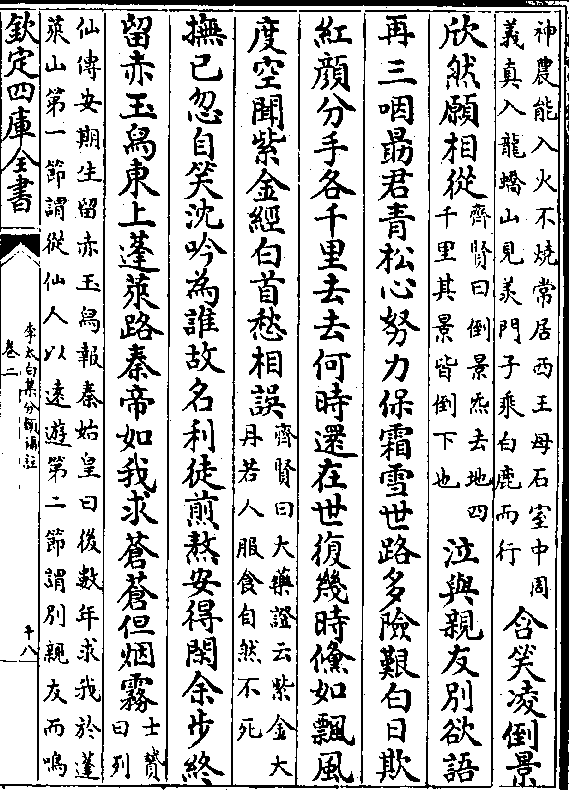 神農能入火不燒常居西王母石室中周
義真入龍蟜山見羨門子乘白鹿而行
含笑凌倒景
欣然願相從
齊賢曰倒景炁去地四
千里其景皆倒下也
泣與親友別欲語
再三咽勗君青松心努力保霜雪世路多險艱白日欺
紅顔分手各千里去去何時還在世復幾時儵如飄風
度空聞紫金經白首愁相誤
齊賢曰大藥證云紫金大
丹若人服食自然不死
撫已忽自笑沈吟為誰故名利徒煎熬安得閑余步終
留赤玉舄東上蓬萊路秦帝如我求蒼蒼但烟霧
士贇
曰列
仙傳安期生留赤玉舄報秦始皇曰後數年求我於蓬
萊山第一節謂從仙人以遠遊第二節謂別親友而鳴
欽定四庫全書
李太白集分類補註
卷二
十八